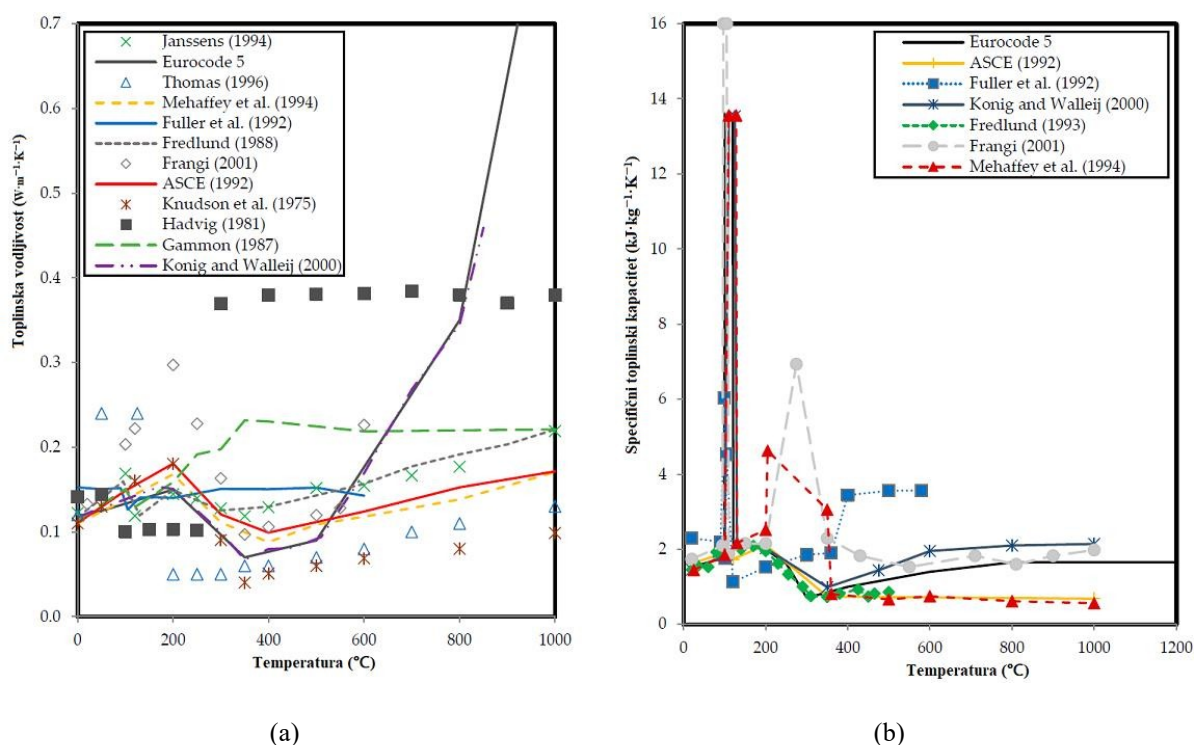 0.7
0.6
0.5
0.4
0.3
0.2
0.1
0.0
Toplinska vodljivost (W·m⁻¹·K⁻¹)
Janssens (1994)
Eurocode 5
Thomas (1996)
Mehaffey et al. (1994)
Fuller et al. (1992)
Fredlund (1988)
Frangi (2001)
ASCE (1992)
Knudson et al. (1975)
Hadvig (1981)
Gammon (1987)
Konig and Walleij (2000)
0 200 400 600 800 1000
Temperatura (℃)
(a)
16
14
12
10
8
6
4
2
0
Specifični toplinski kapacitet (kJ·kg⁻¹·K⁻¹)
Eurocode 5
ASCE (1992)
Fuller et al. (1992)
Konig and Walleij (2000)
Fredlund (1993)
Frangi (2001)
Mehaffey et al. (1994)
0 200 400 600 800 1000 1200
Temperatura (℃)
(b)